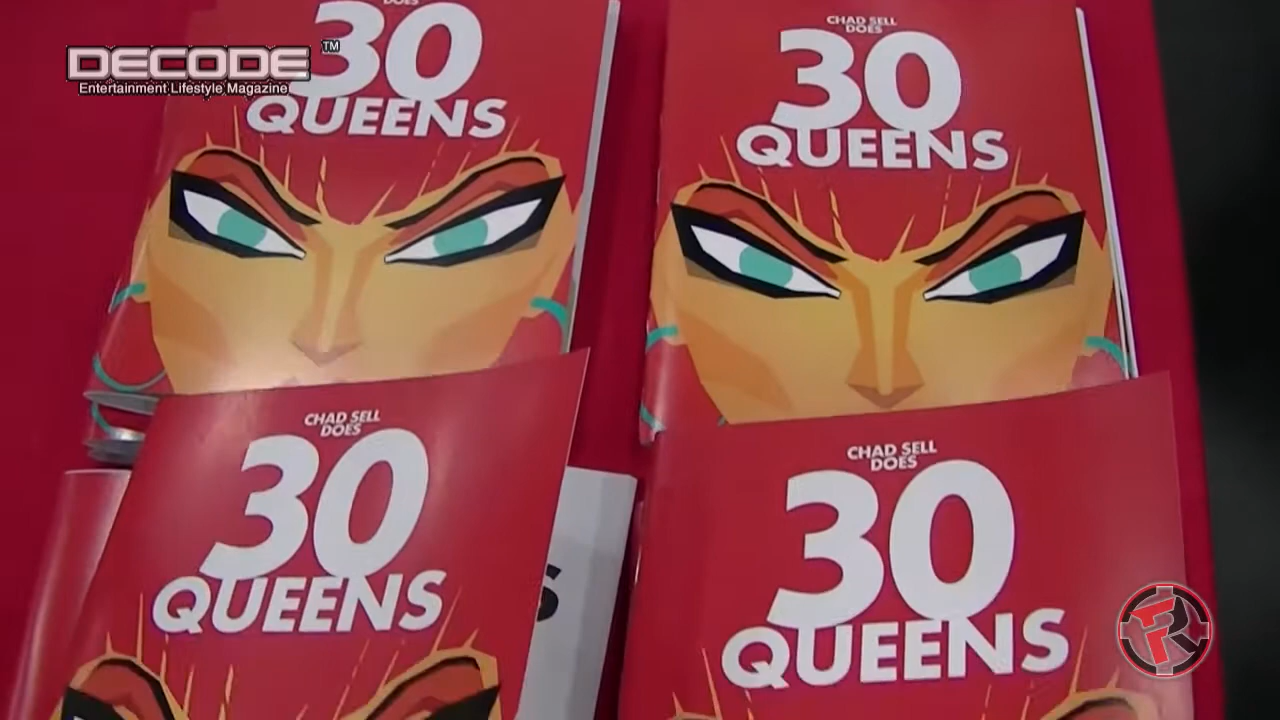 DECODE™
Entertainment Lifestyle Magazine
DOES
30
QUEENS
CHAD SELL
DOES
30
QUEENS
CHAD SELL
DOES
30
QUEENS
S
CHAD SELL
DOES
30
QUEENS